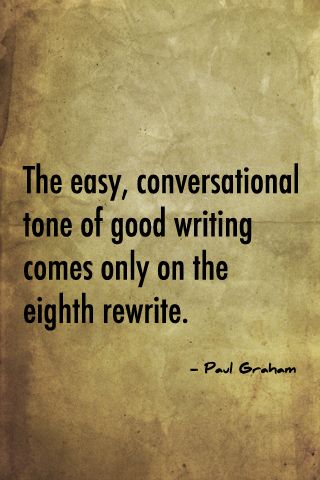 The easy, conversational
tone of good writing
comes only on the
eighth rewrite.
– Paul Graham